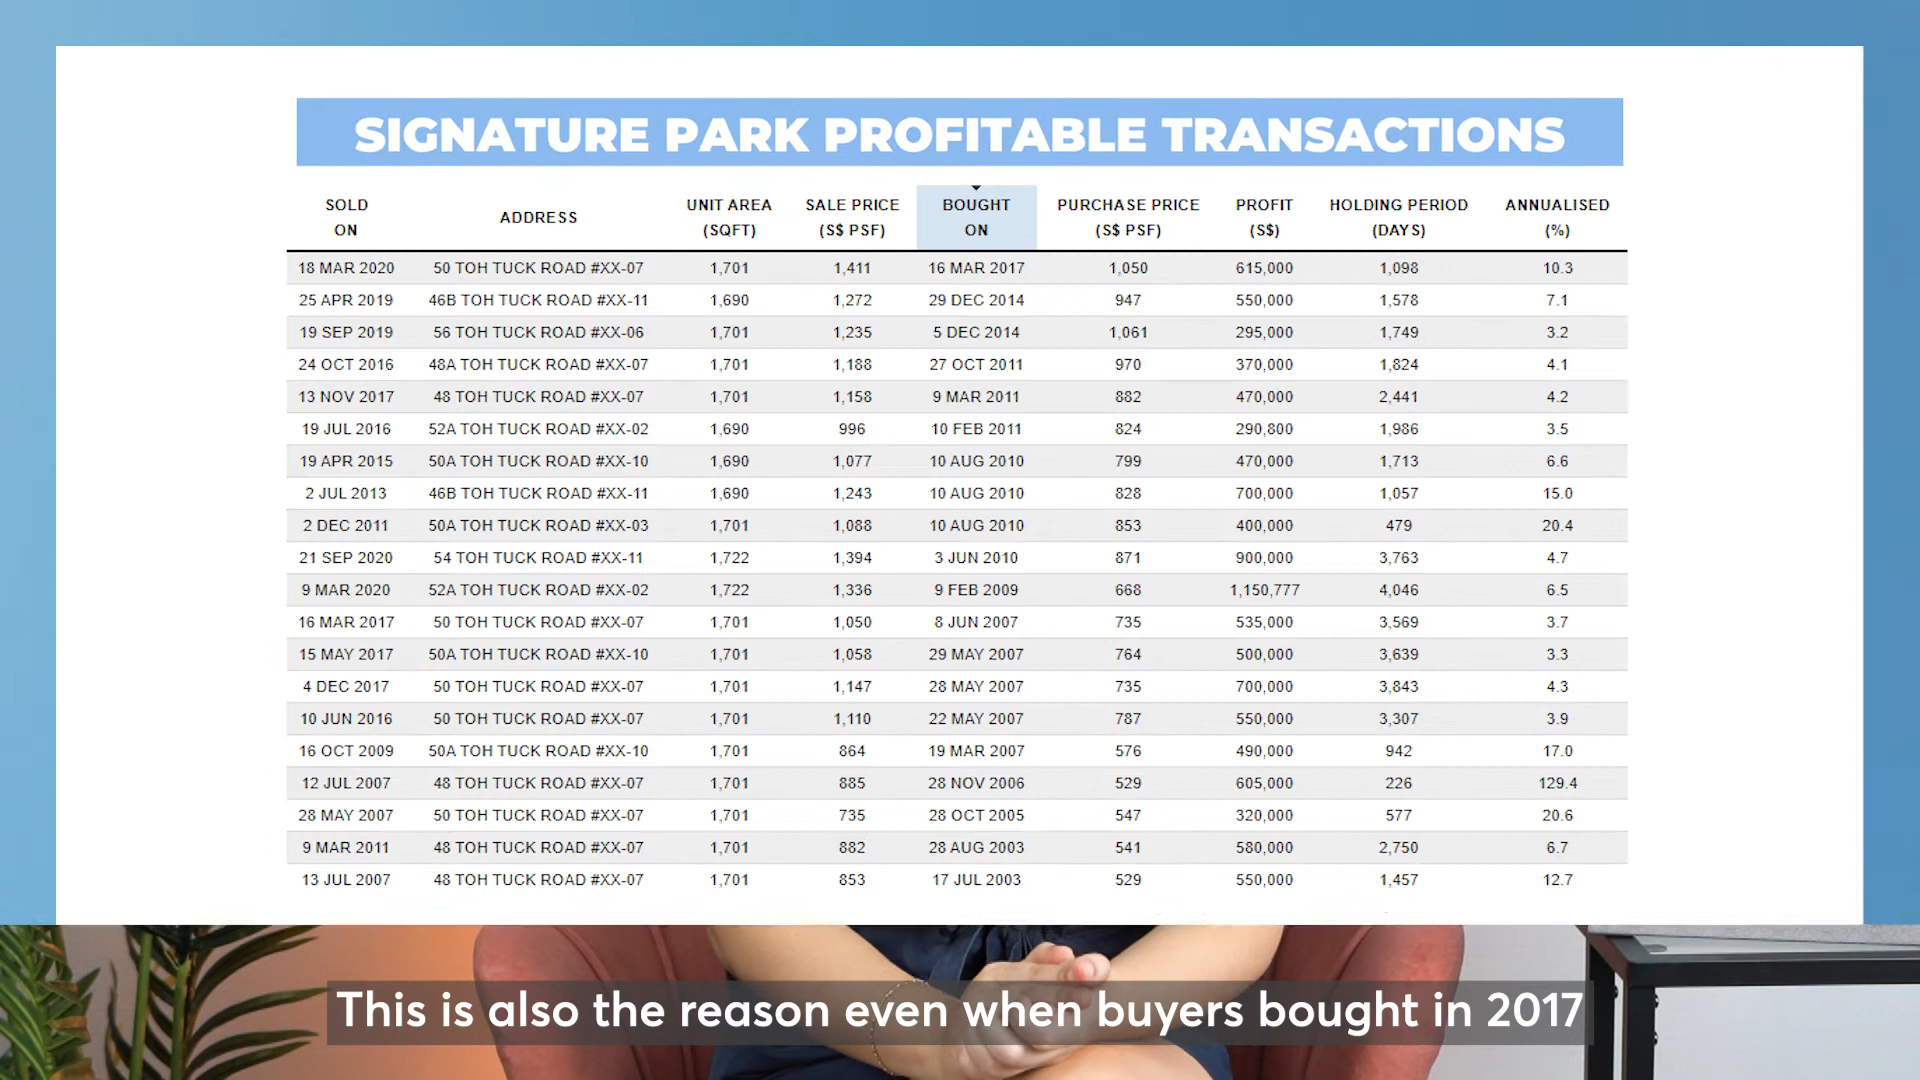 SIGNATURE PARK PROFITABLE TRANSACTIONS
SOLD ON ADDRESS UNIT AREA (SQFT) SALE PRICE (S$ PSF) BOUGHT ON PURCHASE PRICE (S$ PSF) PROFIT (S$) HOLDING PERIOD (DAYS) ANNUALISED (%)
18 MAR 2020 50 TOH TUCK ROAD #XX-07 1,701 1,411 16 MAR 2017 1,050 615,000 1,098 10.3
25 APR 2019 46B TOH TUCK ROAD #XX-11 1,690 1,272 29 DEC 2014 947 550,000 1,578 7.1
19 SEP 2019 56 TOH TUCK ROAD #XX-06 1,701 1,235 5 DEC 2014 1,061 295,000 1,749 3.2
24 OCT 2016 48A TOH TUCK ROAD #XX-07 1,701 1,188 27 OCT 2011 970 370,000 1,824 4.1
13 NOV 2017 48 TOH TUCK ROAD #XX-07 1,701 1,158 9 MAR 2011 882 470,000 2,441 4.2
19 JUL 2016 52A TOH TUCK ROAD #XX-02 1,690 996 10 FEB 2011 824 290,800 1,986 3.5
19 APR 2015 50A TOH TUCK ROAD #XX-10 1,690 1,077 10 AUG 2010 799 470,000 1,713 6.6
2 JUL 2013 46B TOH TUCK ROAD #XX-11 1,690 1,243 10 AUG 2010 828 700,000 1,057 15.0
2 DEC 2011 50A TOH TUCK ROAD #XX-03 1,701 1,088 10 AUG 2010 853 400,000 479 20.4
21 SEP 2020 54 TOH TUCK ROAD #XX-11 1,722 1,394 3 JUN 2010 871 900,000 3,763 4.7
9 MAR 2020 52A TOH TUCK ROAD #XX-02 1,722 1,336 9 FEB 2009 668 1,150,777 4,046 6.5
16 MAR 2017 50 TOH TUCK ROAD #XX-07 1,701 1,050 8 JUN 2007 735 535,000 3,569 3.7
15 MAY 2017 50A TOH TUCK ROAD #XX-10 1,701 1,058 29 MAY 2007 764 500,000 3,639 3.3
4 DEC 2017 50 TOH TUCK ROAD #XX-07 1,701 1,147 28 MAY 2007 735 700,000 3,843 4.3
10 JUN 2016 50 TOH TUCK ROAD #XX-07 1,701 1,110 22 MAY 2007 787 550,000 3,307 3.9
16 OCT 2009 50A TOH TUCK ROAD #XX-10 1,701 864 19 MAR 2007 576 490,000 942 17.0
12 JUL 2007 48 TOH TUCK ROAD #XX-07 1,701 885 28 NOV 2006 529 605,000 226 129.4
28 MAY 2007 50 TOH TUCK ROAD #XX-07 1,701 735 28 OCT 2005 547 320,000 577 20.6
9 MAR 2011 48 TOH TUCK ROAD #XX-07 1,701 882 28 AUG 2003 541 580,000 2,750 6.7
13 JUL 2007 48 TOH TUCK ROAD #XX-07 1,701 853 17 JUL 2003 529 550,000 1,457 12.7
This is also the reason even when buyers bought in 2017